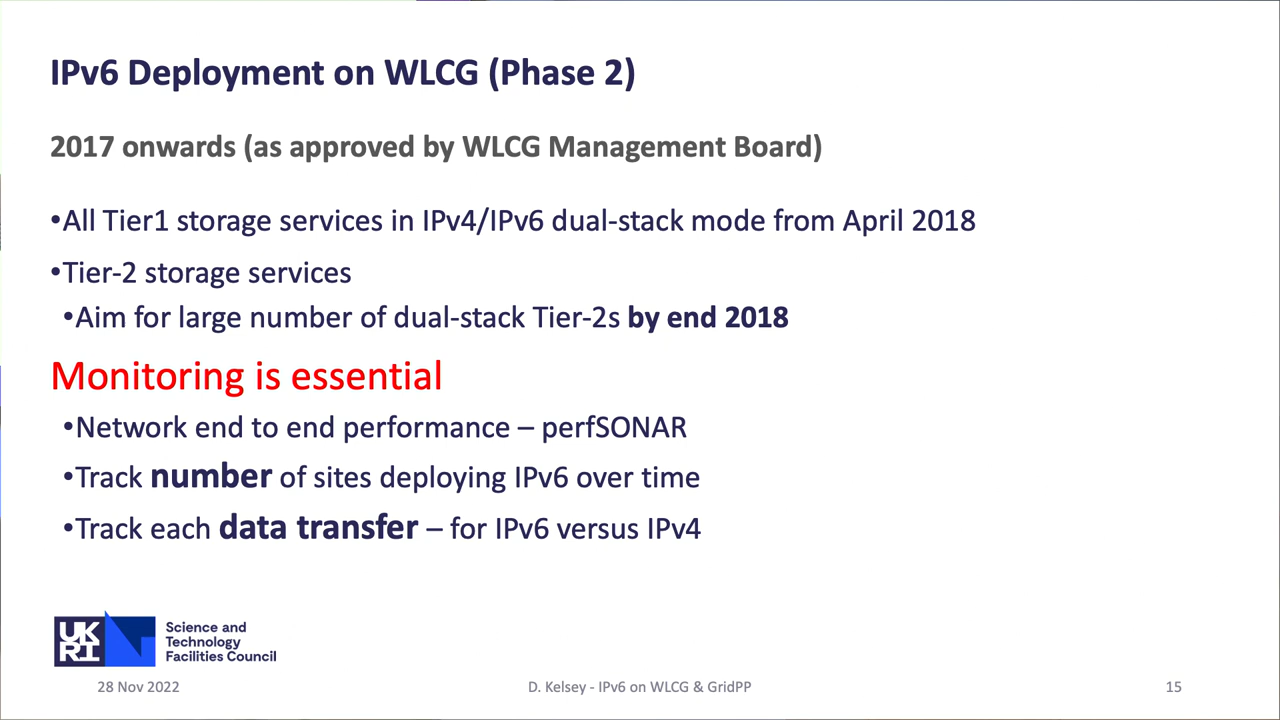 IPv6 Deployment on WLCG (Phase 2)
2017 onwards (as approved by WLCG Management Board)
•All Tier1 storage services in IPv4/IPv6 dual-stack mode from April 2018
•Tier-2 storage services
•Aim for large number of dual-stack Tier-2s by end 2018
Monitoring is essential
•Network end to end performance – perfSONAR
•Track number of sites deploying IPv6 over time
•Track each data transfer – for IPv6 versus IPv4
UK
RI
Science and
Technology
Facilities Council
28 Nov 2022
D. Kelsey - IPv6 on WLCG & GridPP
15